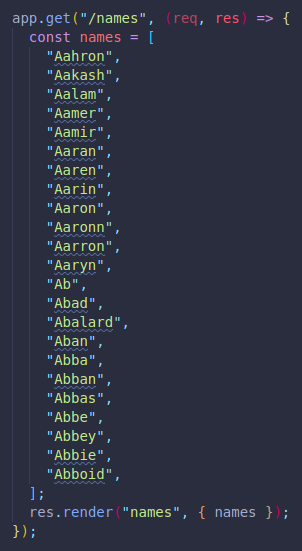 app.get("/names", (req, res) => {
  const names = [
    "Aahron",
    "Aakash",
    "Aalam",
    "Aamer",
    "Aamir",
    "Aaran",
    "Aaren",
    "Aarin",
    "Aaron",
    "Aaronn",
    "Aarron",
    "Aaryn",
    "Ab",
    "Abad",
    "Abalard",
    "Aban",
    "Abba",
    "Abban",
    "Abbas",
    "Abbe",
    "Abbey",
    "Abbie",
    "Abboid",
  ];
  res.render("names", { names });
});